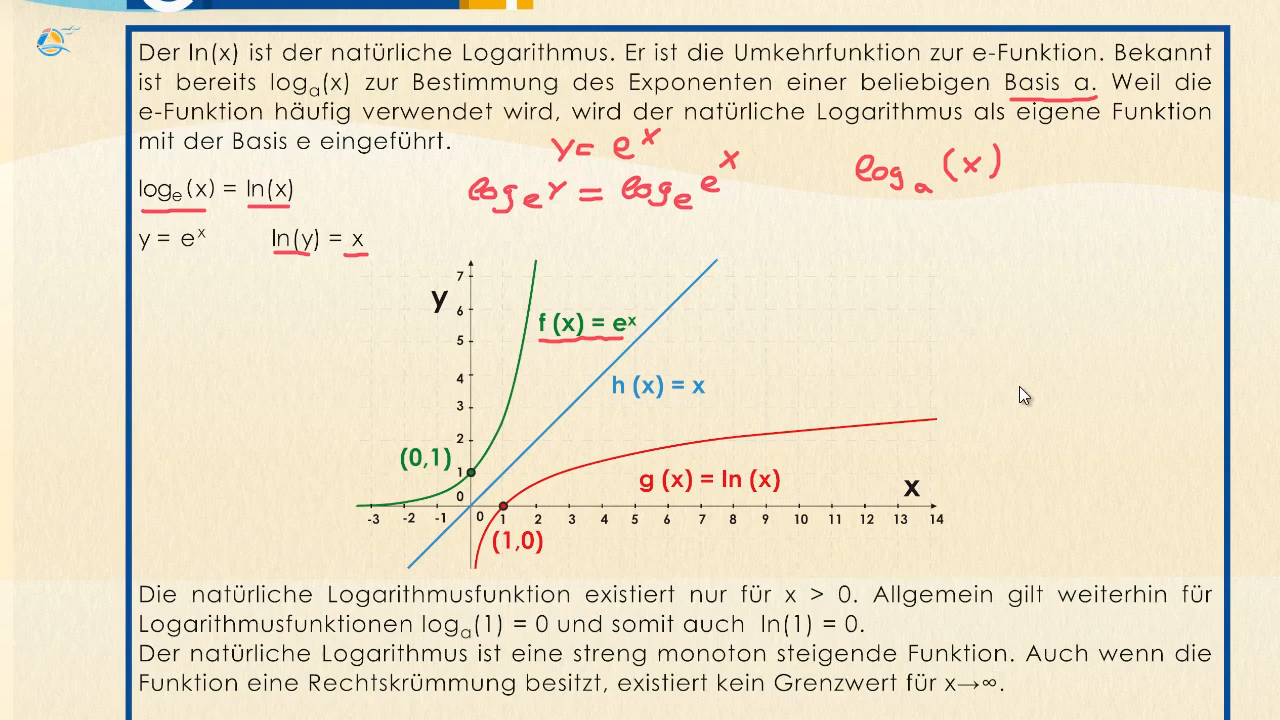 Der ln(x) ist der natürliche Logarithmus. Er ist die Umkehrfunktion zur e-Funktion. Bekannt
ist bereits logₐ(x) zur Bestimmung des Exponenten einer beliebigen Basis a. Weil die
e-Funktion häufig verwendet wird, wird der natürliche Logarithmus als eigene Funktion
mit der Basis e eingeführt.
y = eˣ
logₐ(x)
logₑ(x) = ln(x)
logₑ y = logₑ eˣ
y = eˣ ln(y) = x
y
7
6
5
4
3
2
1
0
f (x) = eˣ
h (x) = x
(0,1)
g (x) = ln (x)
x
-3 -2 -1 0 1 2 3 4 5 6 7 8 9 10 11 12 13 14
(1,0)
Die natürliche Logarithmusfunktion existiert nur für x > 0. Allgemein gilt weiterhin für
Logarithmusfunktionen logₐ(1) = 0 und somit auch ln(1) = 0.
Der natürliche Logarithmus ist eine streng monoton steigende Funktion. Auch wenn die
Funktion eine Rechtskrümmung besitzt, existiert kein Grenzwert für x→∞.